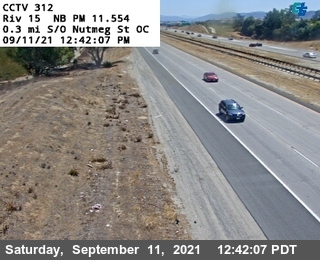 CCTV 312
Riv 15 NB PM 11.554
0.3 mi S/O Nutmeg St OC
09/11/21 12:42:07 PM
Saturday, September 11, 2021 12:42:07 PDT